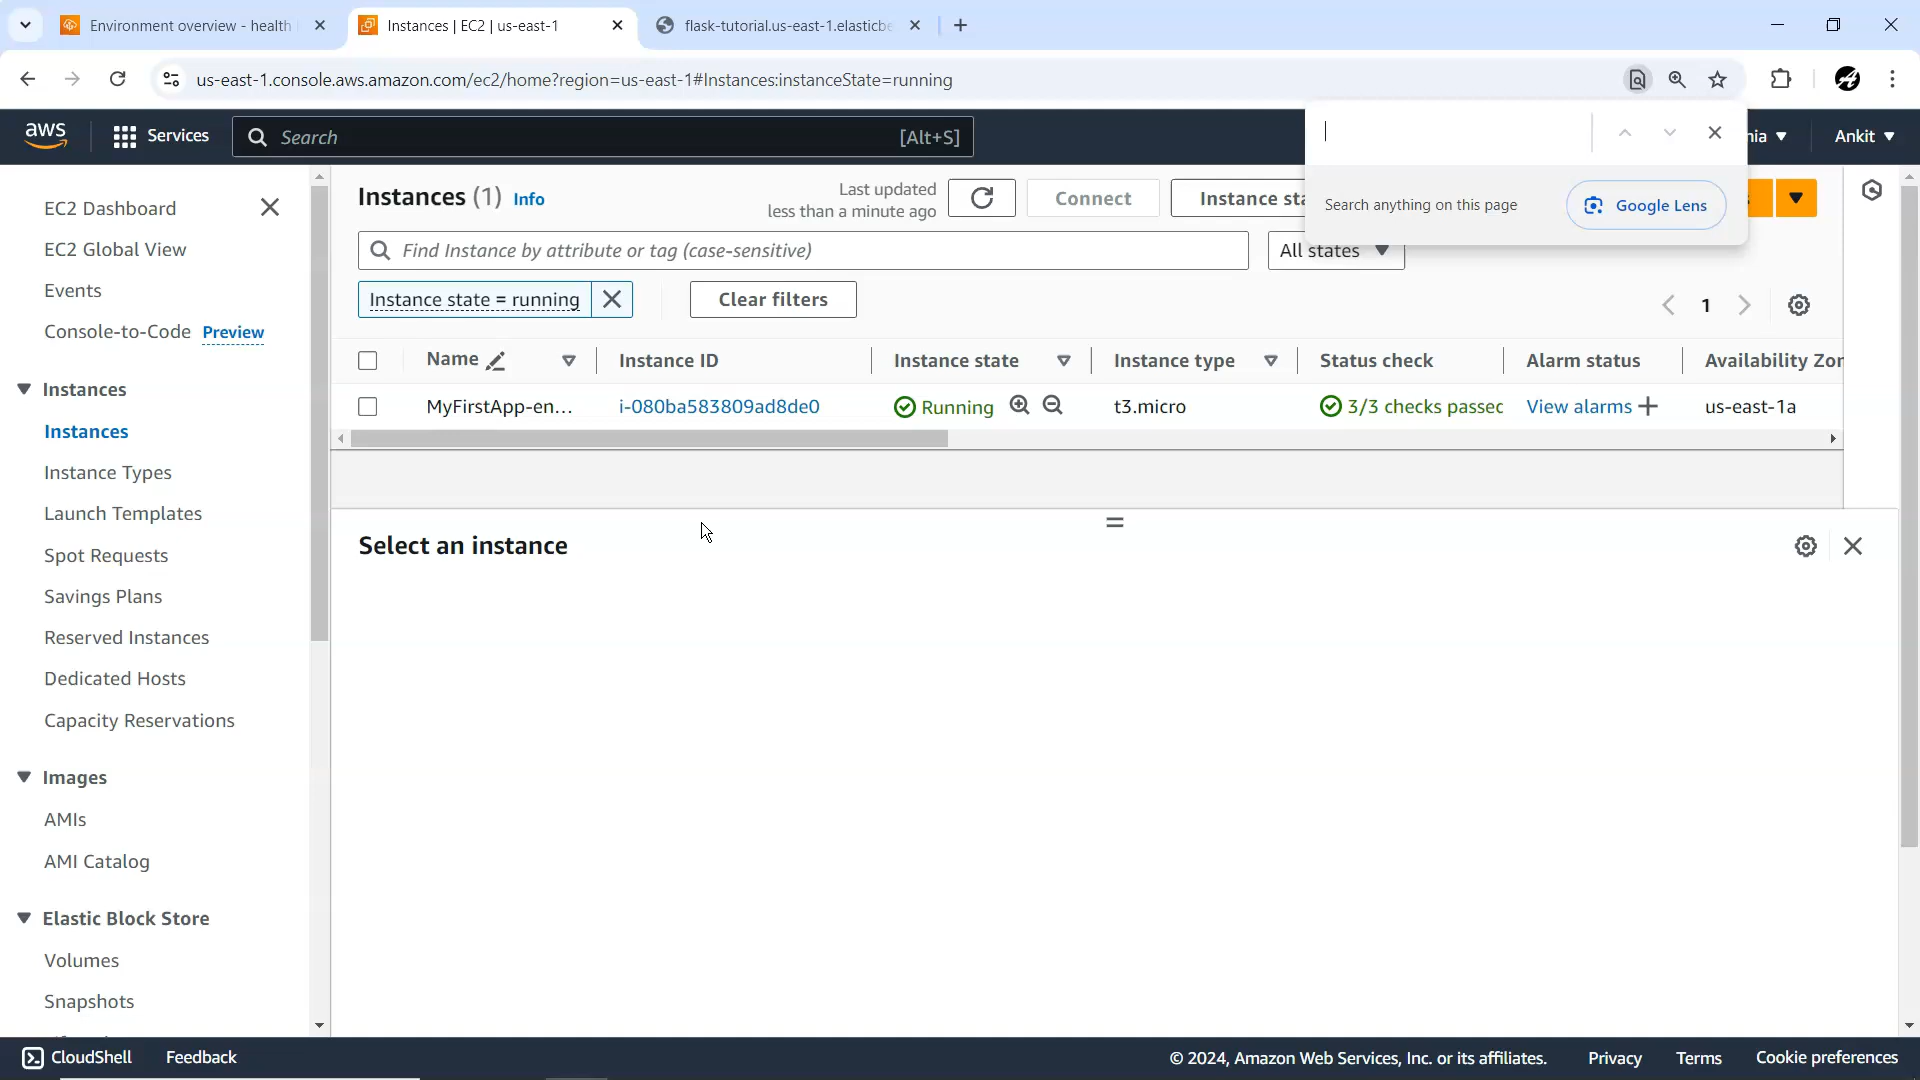 Environment overview - health
Instances | EC2 | us-east-1
flask-tutorial.us-east-1.elasticbe
us-east-1.console.aws.amazon.com/ec2/home?region=us-east-1#Instances:instanceState=running
aws
Services
Search
[Alt+S]
nia
Ankit
Search anything on this page
Google Lens
EC2 Dashboard
EC2 Global View
Events
Console-to-Code Preview
Instances
Instances
Instance Types
Launch Templates
Spot Requests
Savings Plans
Reserved Instances
Dedicated Hosts
Capacity Reservations
Images
AMIs
AMI Catalog
Elastic Block Store
Volumes
Snapshots
Instances (1) Info
Last updated
less than a minute ago
Connect
Instance sta
Find Instance by attribute or tag (case-sensitive)
All states
Instance state = running
Clear filters
1
Name
Instance ID
Instance state
Instance type
Status check
Alarm status
Availability Zon
MyFirstApp-en...
i-080ba583809ad8de0
Running
t3.micro
3/3 checks passed
View alarms
us-east-1a
Select an instance
CloudShell
Feedback
© 2024, Amazon Web Services, Inc. or its affiliates.
Privacy
Terms
Cookie preferences